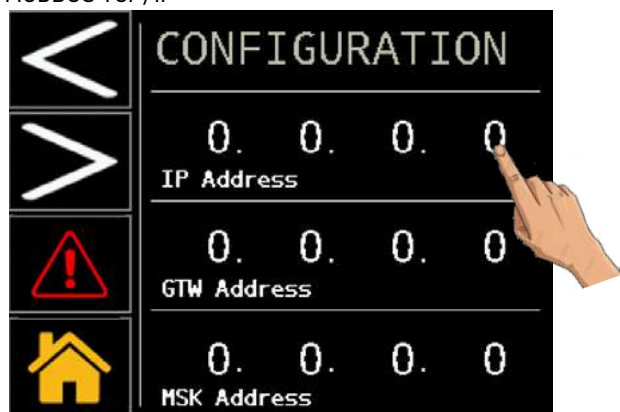 CONFIGURATION
0. 0. 0. 0
IP Address
0. 0. 0. 0
GTW Address
0. 0. 0. 0
MSK Address